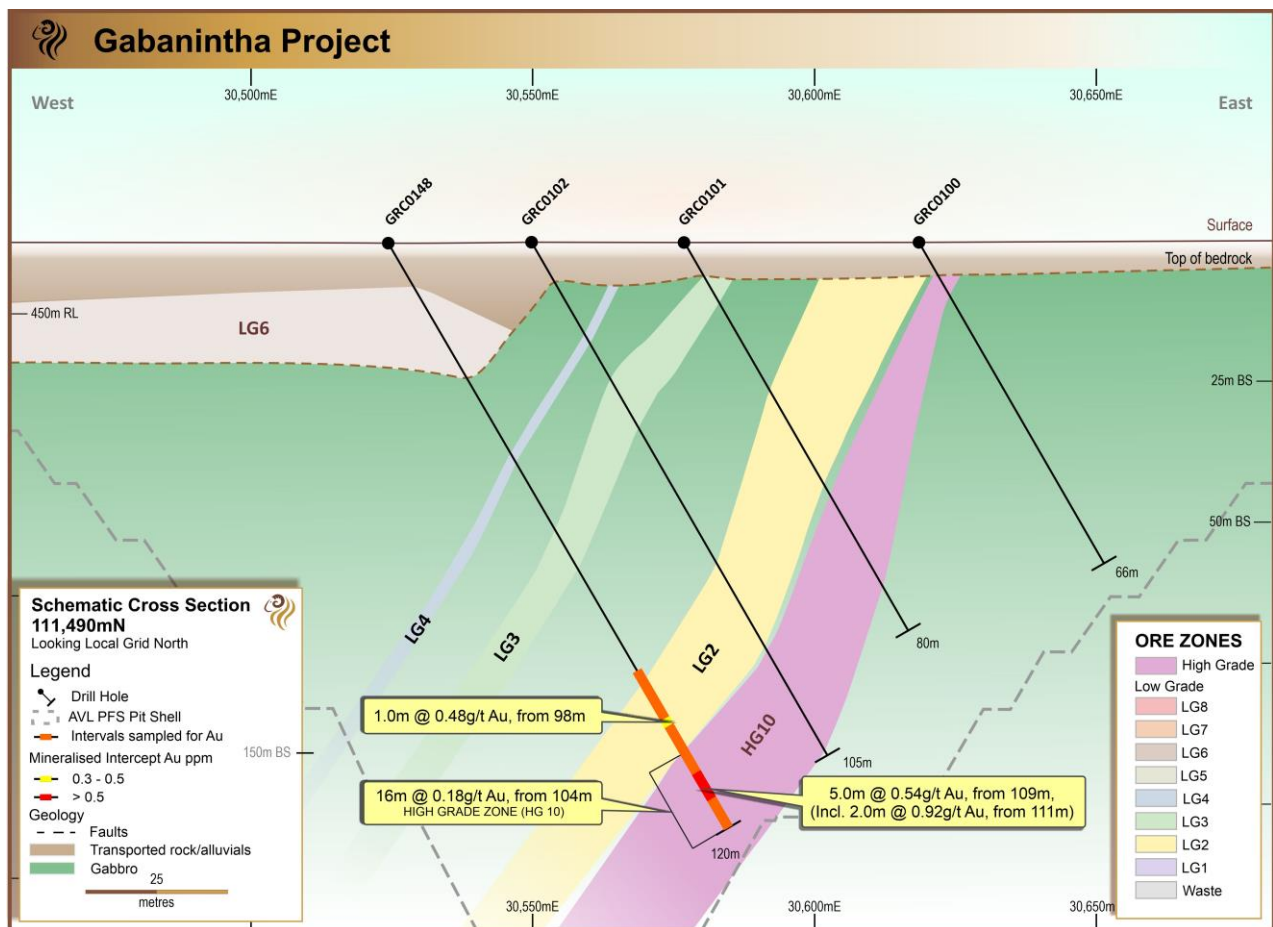 Gabanintha Project
West
30,500mE
30,550mE
30,600mE
30,650mE
East
GRC0148
GRC0102
GRC0101
GRC0100
Surface
Top of bedrock
450m RL
LG6
25m BS
50m BS
66m
80m
LG4
LG3
LG2
HG10
105m
120m
150m BS
1.0m @ 0.48g/t Au, from 98m
16m @ 0.18g/t Au, from 104m
HIGH GRADE ZONE (HG 10)
5.0m @ 0.54g/t Au, from 109m,
(Incl. 2.0m @ 0.92g/t Au, from 111m)
Schematic Cross Section
111,490mN
Looking Local Grid North
Legend
Drill Hole
AVL PFS Pit Shell
Intervals sampled for Au
Mineralised Intercept Au ppm
0.3 - 0.5
> 0.5
Geology
Faults
Transported rock/alluvials
Gabbro
25
metres
ORE ZONES
High Grade
Low Grade
LG8
LG7
LG6
LG5
LG4
LG3
LG2
LG1
Waste
30,550mE
30,600mE
30,650m